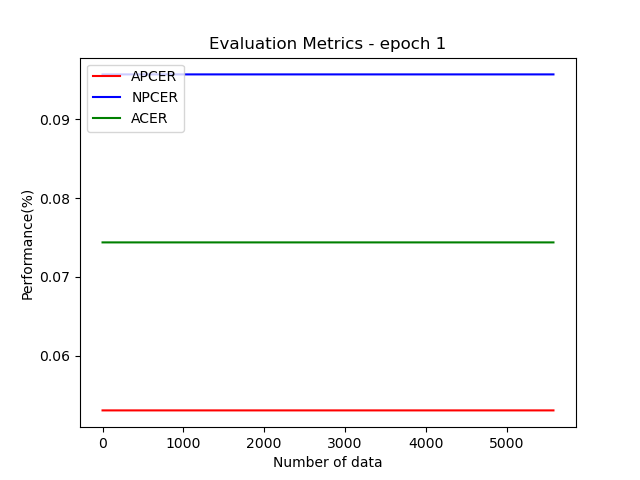 Evaluation Metrics - epoch 1
APCER
NPCER
ACER
0.09
0.08
0.07
0.06
Performance(%)
0 1000 2000 3000 4000 5000
Number of data